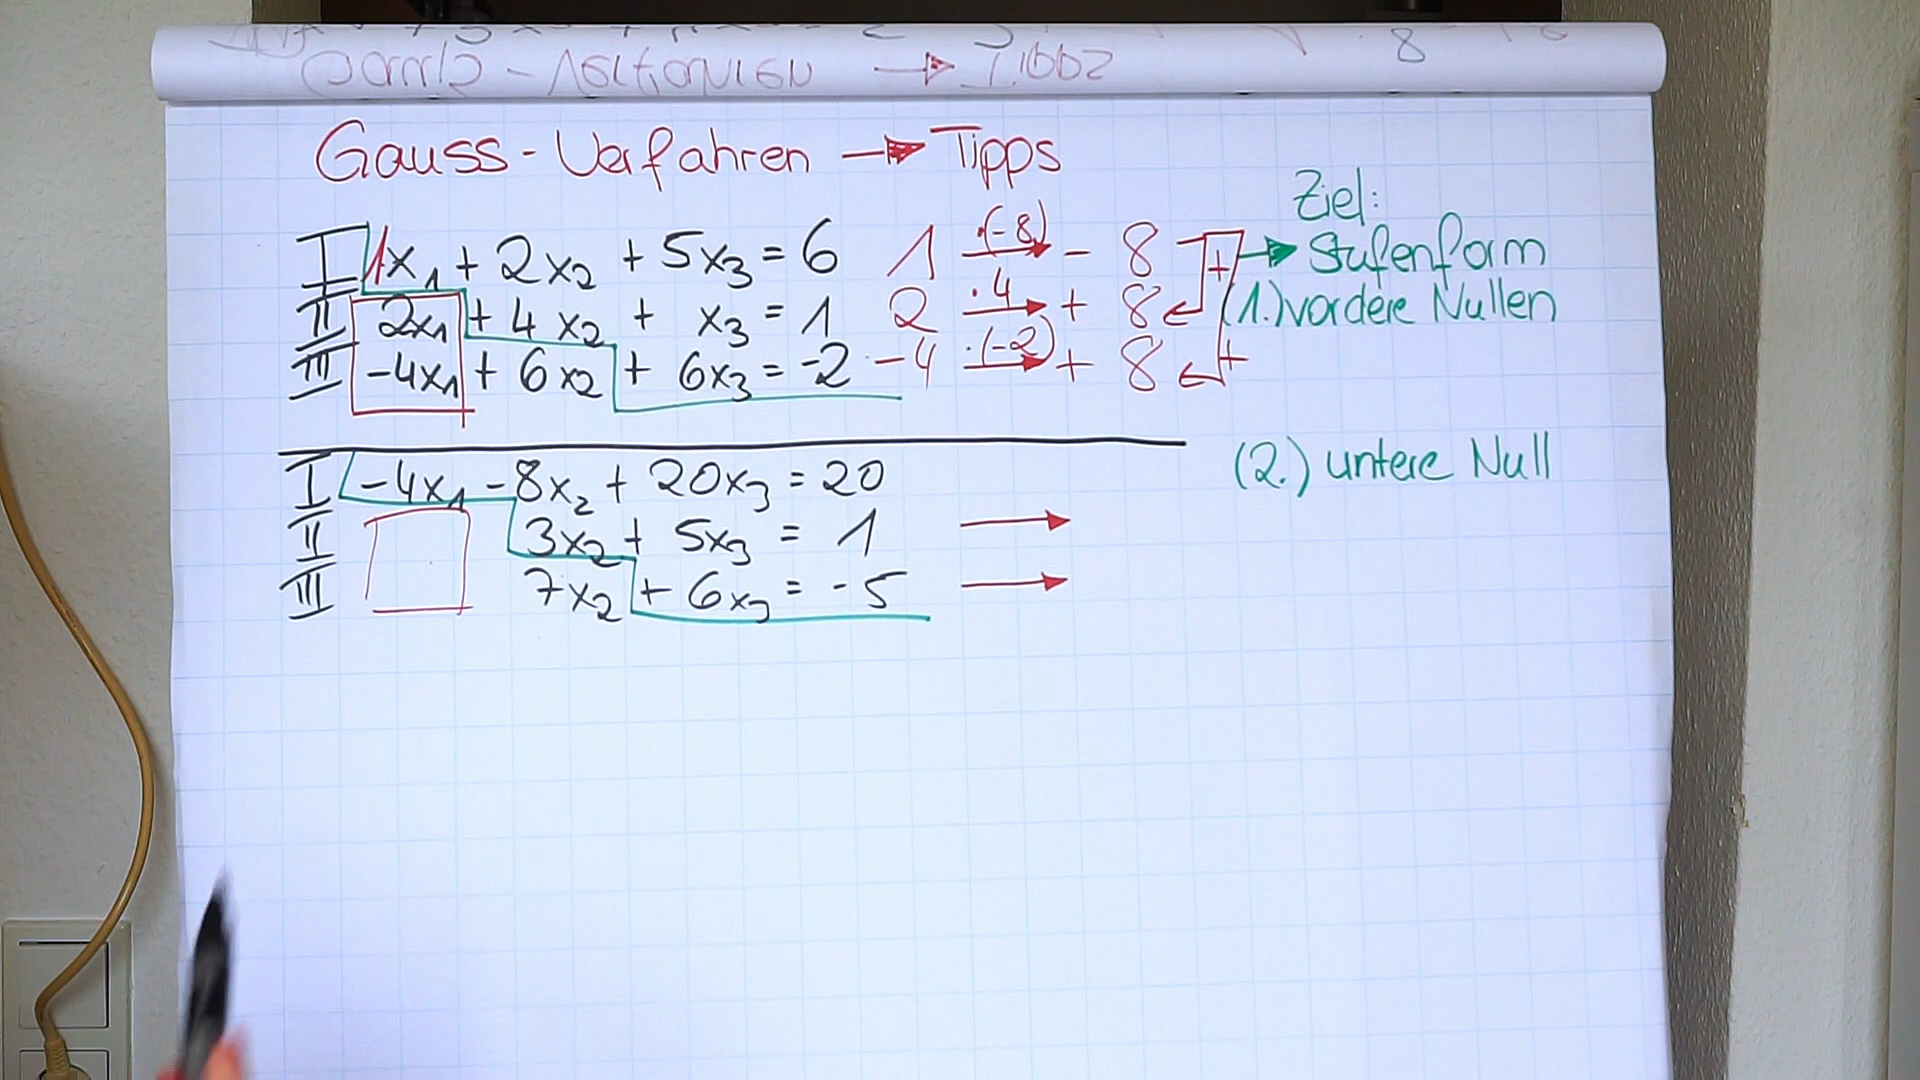 Gauss-Verfahren → Tipps
Ziel:
→ Stufenform
(1.) vordere Nullen
I 1x₁ + 2x₂ + 5x₃ = 6 1 ·(-8) → - 8 +
II 2x₁ + 4x₂ + x₃ = 1 2 ·4 → + 8
III -4x₁ + 6x₂ + 6x₃ = -2 -4 ·(-2) → + 8 +
(2.) untere Null
I -4x₁ - 8x₂ + 20x₃ = 20
II 3x₂ + 5x₃ = 1 →
III 7x₂ + 6x₃ = -5 →